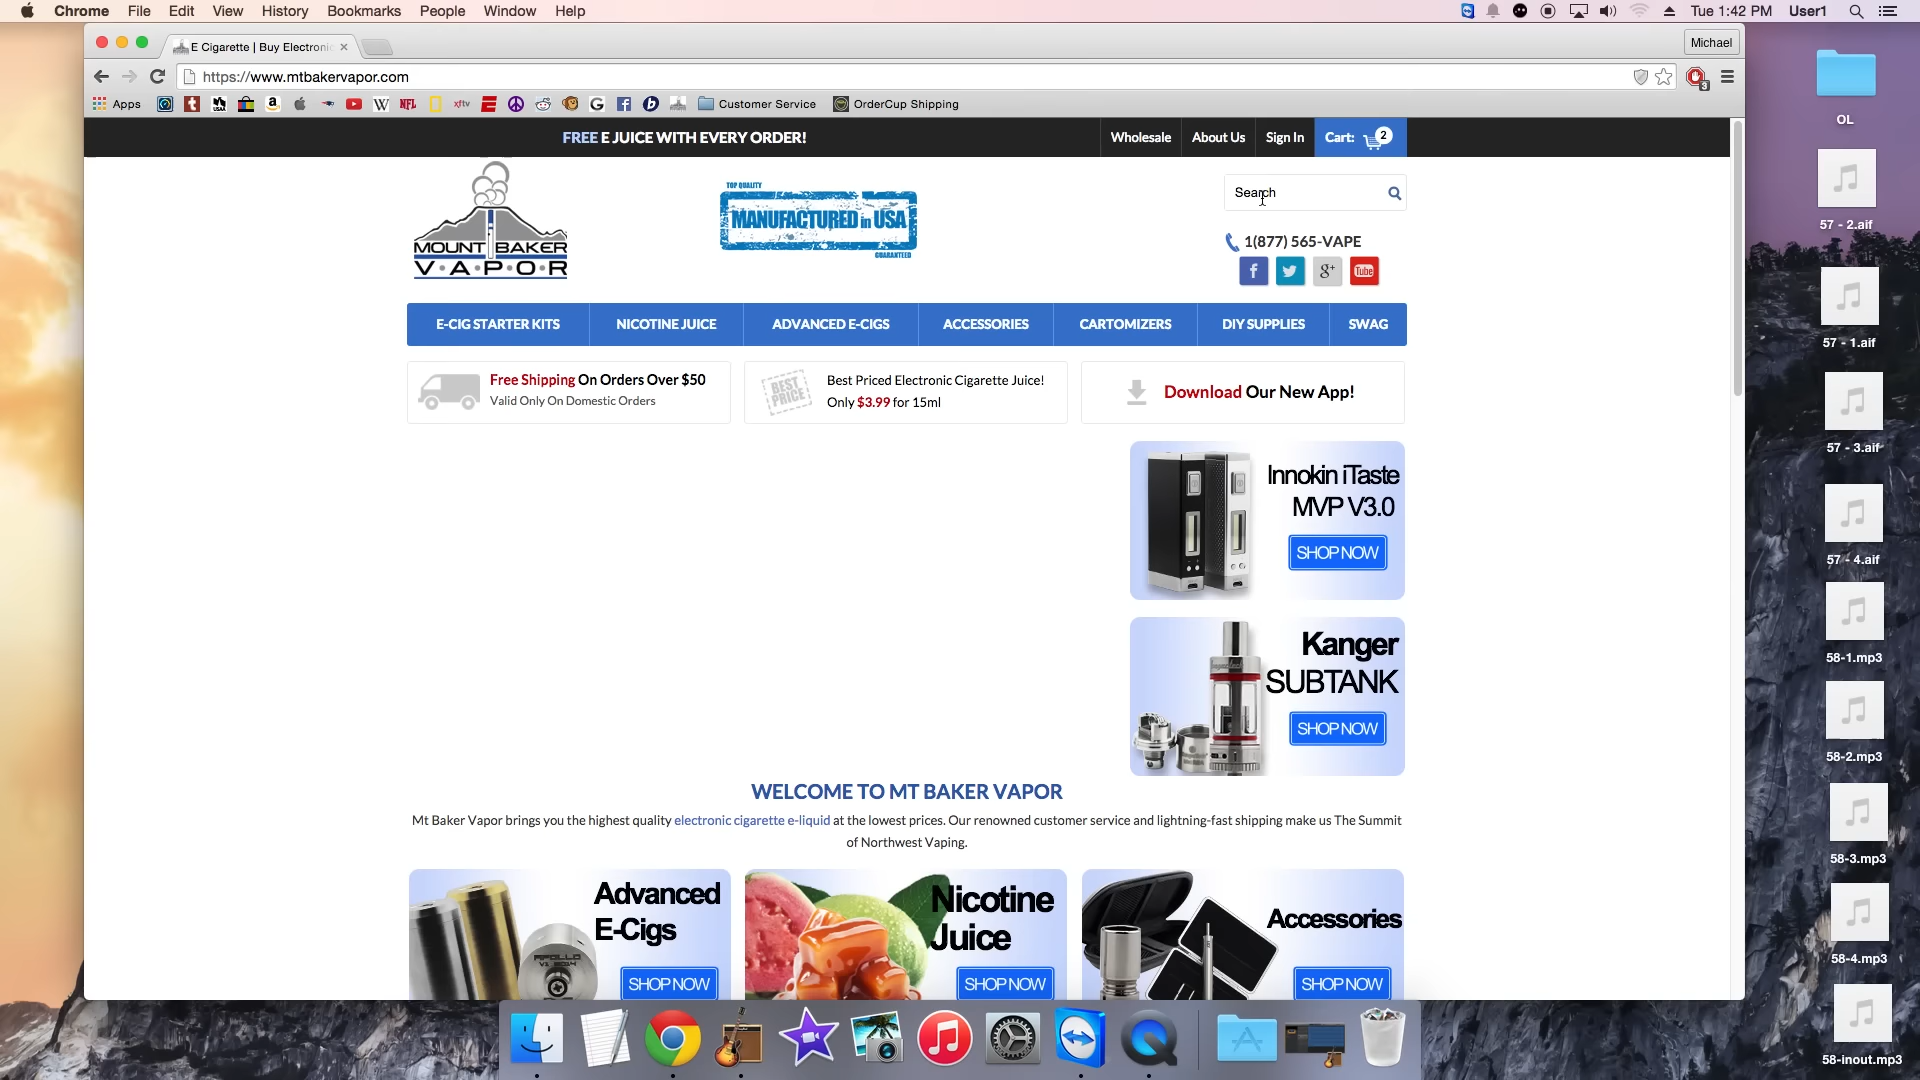 Chrome File Edit View History Bookmarks People Window Help
Tue 1:42 PM User1
E Cigarette | Buy Electronic
Michael
https://www.mtbakervapor.com
Apps
Customer Service
OrderCup Shipping
FREE E JUICE WITH EVERY ORDER!
Wholesale
About Us
Sign In
Cart: 2
MOUNT BAKER
VAPOR
TOP QUALITY
MANUFACTURED in USA
GUARANTEED
Search
1(877) 565-VAPE
E-CIG STARTER KITS
NICOTINE JUICE
ADVANCED E-CIGS
ACCESSORIES
CARTOMIZERS
DIY SUPPLIES
SWAG
Free Shipping On Orders Over $50
Valid Only On Domestic Orders
BEST
PRICE
Best Priced Electronic Cigarette Juice!
Only $3.99 for 15ml
Download Our New App!
Innokin iTaste
MVP V3.0
SHOP NOW
Kanger
SUBTANK
SHOP NOW
WELCOME TO MT BAKER VAPOR
Mt Baker Vapor brings you the highest quality electronic cigarette e-liquid at the lowest prices. Our renowned customer service and lightning-fast shipping make us The Summit
of Northwest Vaping.
Advanced
E-Cigs
SHOP NOW
Nicotine
Juice
SHOP NOW
Accessories
SHOP NOW
OL
57 - 2.aif
57 - 1.aif
57 - 3.aif
57 - 4.aif
58-1.mp3
58-2.mp3
58-3.mp3
58-4.mp3
58-inout.mp3